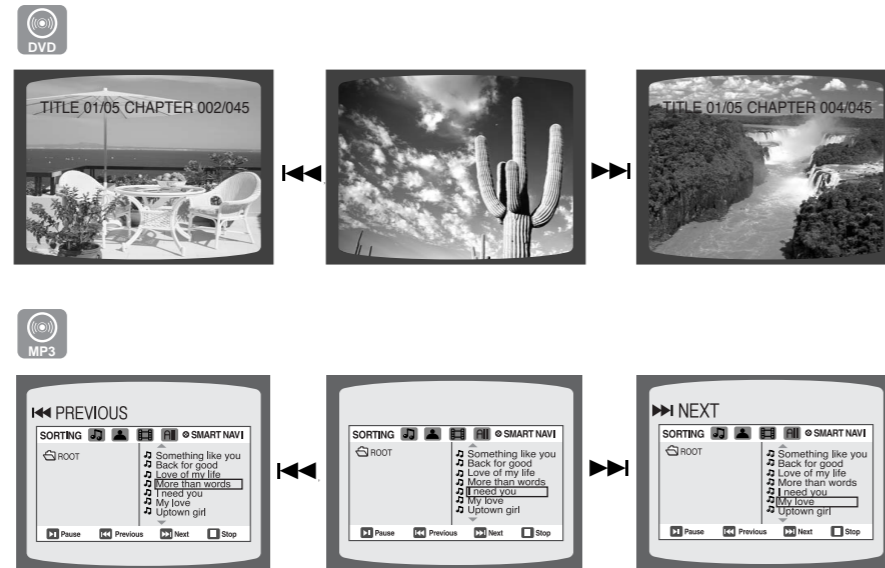 DVD
TITLE 01/05 CHAPTER 002/045
TITLE 01/05 CHAPTER 004/045
MP3
PREVIOUS
SORTING All SMART NAVI
ROOT
Something like you
Back for good
Love of my life
More than words
I need you
My love
Uptown girl
Pause Previous Next Stop
SORTING All SMART NAVI
ROOT
Something like you
Back for good
Love of my life
More than words
I need you
My love
Uptown girl
Pause Previous Next Stop
NEXT
SORTING All SMART NAVI
ROOT
Something like you
Back for good
Love of my life
More than words
I need you
My love
Uptown girl
Pause Previous Next Stop